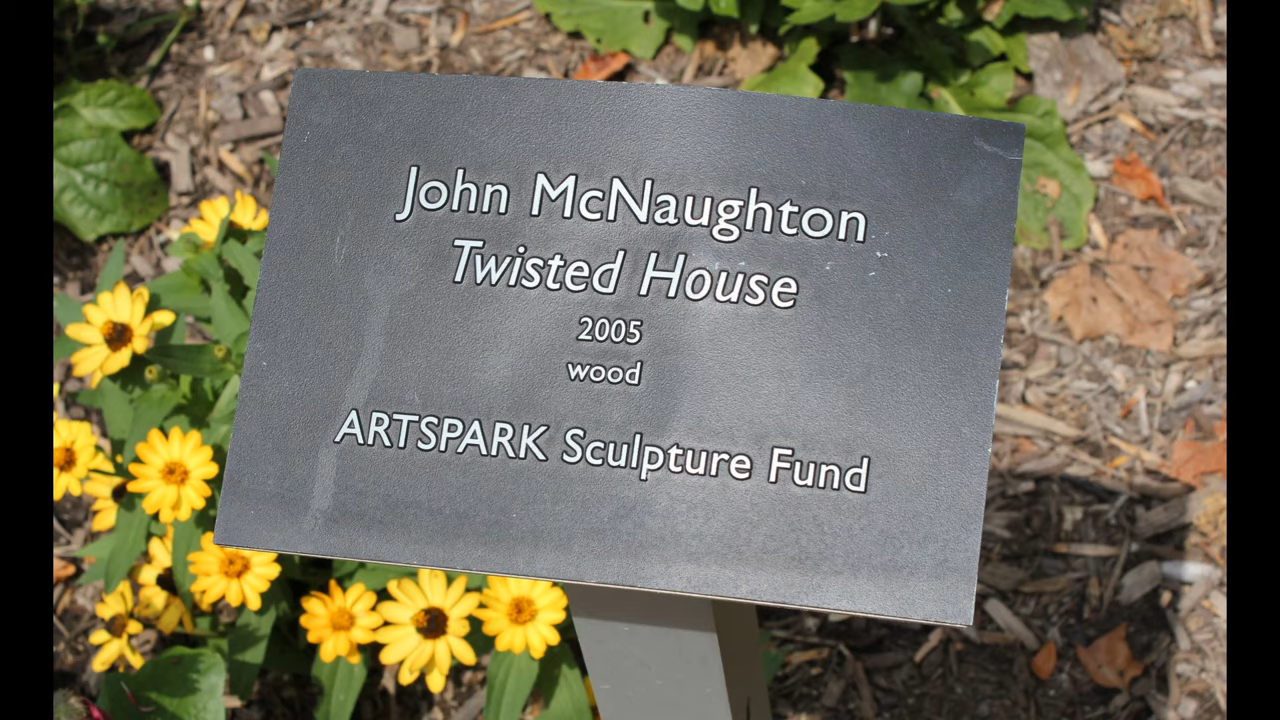 John McNaughton
Twisted House
2005
wood
ARTSPARK Sculpture Fund